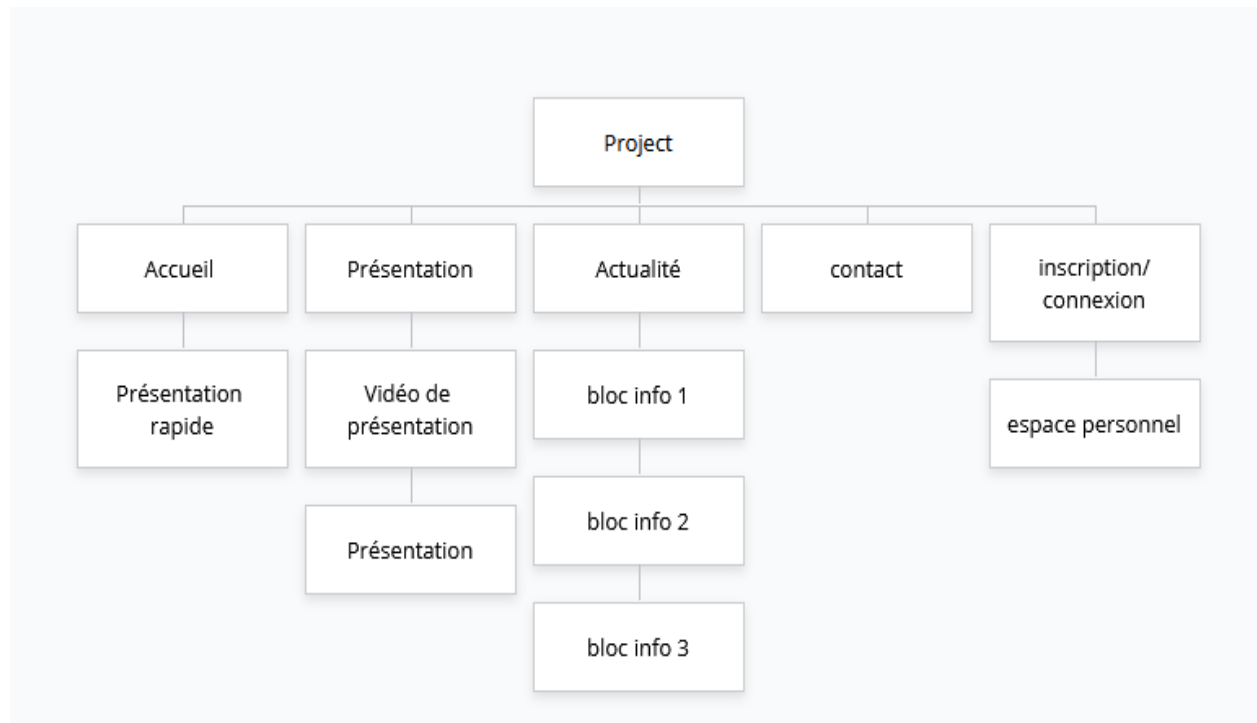 Project
Accueil
Présentation
Actualité
contact
inscription/
connexion
Présentation
rapide
Vidéo de
présentation
bloc info 1
espace personnel
bloc info 2
Présentation
bloc info 3